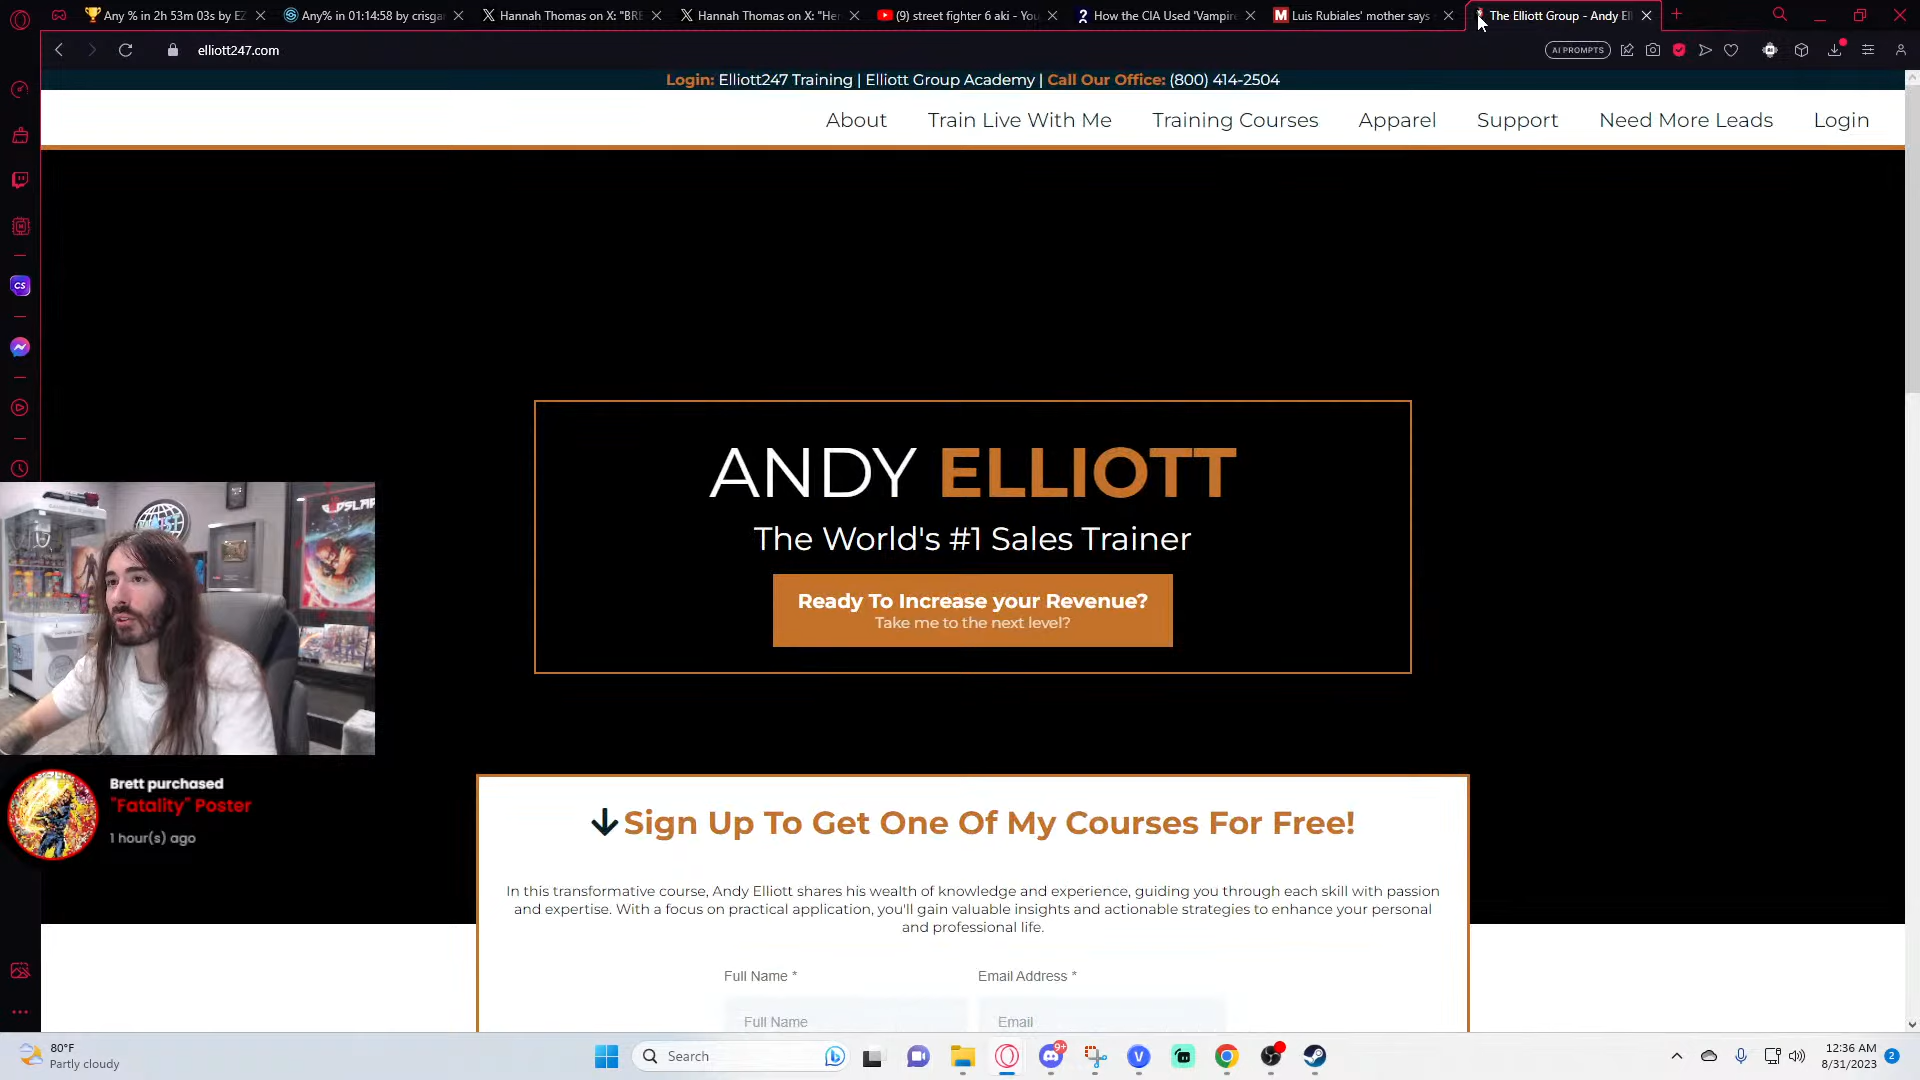 Any % in 2h 53m 03s by EZ
Any% in 01:14:58 by crisga
Hannah Thomas on X: "BRE
Hannah Thomas on X: "Her
(9) street fighter 6 aki - You
How the CIA Used 'Vampire
Luis Rubiales' mother says
The Elliott Group - Andy Ell
elliott247.com
AI PROMPTS
Login: Elliott247 Training | Elliott Group Academy | Call Our Office: (800) 414-2504
About
Train Live With Me
Training Courses
Apparel
Support
Need More Leads
Login
CS
ANDY ELLIOTT
The World's #1 Sales Trainer
Ready To Increase your Revenue?
Take me to the next level?
Brett purchased
"Fatality" Poster
1 hour(s) ago
Sign Up To Get One Of My Courses For Free!
In this transformative course, Andy Elliott shares his wealth of knowledge and experience, guiding you through each skill with passion
and expertise. With a focus on practical application, you'll gain valuable insights and actionable strategies to enhance your personal
and professional life.
Full Name *
Email Address *
Full Name
Email
80°F
Partly cloudy
Search
9+
12:36 AM
8/31/2023
2